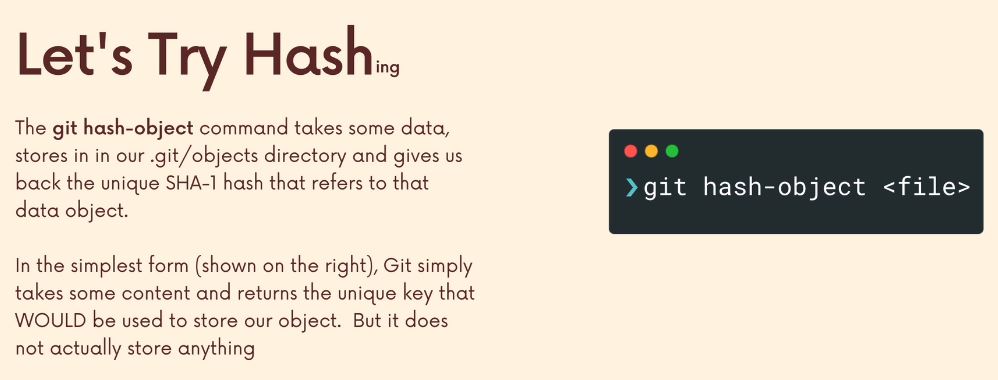 Let's Try Hashing
The git hash-object command takes some data,
stores in in our .git/objects directory and gives us
back the unique SHA-1 hash that refers to that
data object.
In the simplest form (shown on the right), Git simply
takes some content and returns the unique key that
WOULD be used to store our object.  But it does
not actually store anything
❯git hash-object <file>